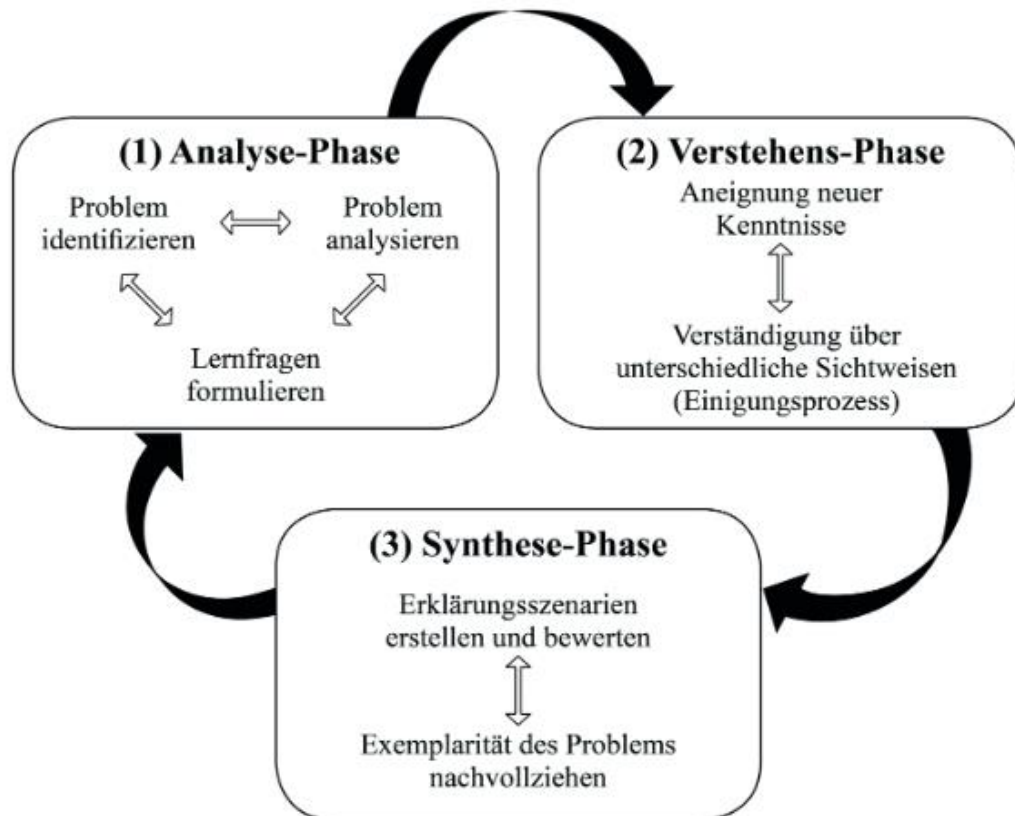 (1) Analyse-Phase
Problem
identifizieren
Problem
analysieren
Lernfragen
formulieren
(2) Verstehens-Phase
Aneignung neuer
Kenntnisse
Verständigung über
unterschiedliche Sichtweisen
(Einigungsprozess)
(3) Synthese-Phase
Erklärungsszenarien
erstellen und bewerten
Exemplarität des Problems
nachvollziehen